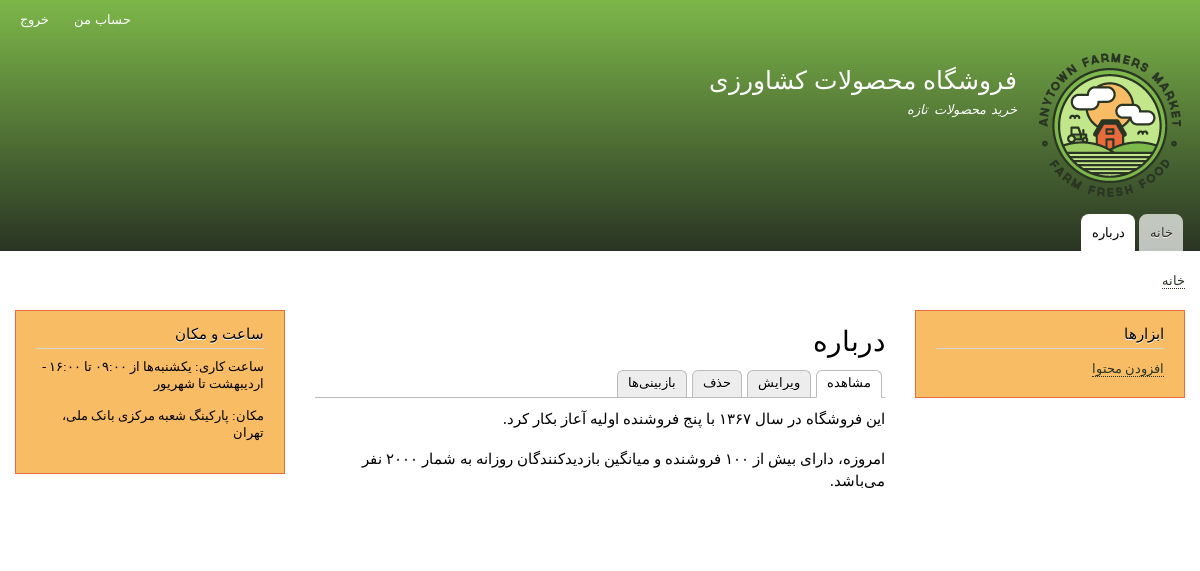 حساب من
خروج
ANYTOWN FARMERS MARKET
FARM FRESH FOOD
فروشگاه محصولات کشاورزی
خرید محصولات تازه
خانه
درباره
خانه
ابزارها
افزودن محتوا
درباره
مشاهده
ویرایش
حذف
بازبینی‌ها
این فروشگاه در سال ۱۳۶۷ با پنج فروشنده اولیه آغاز بکار کرد.
امروزه، دارای بیش از ۱۰۰ فروشنده و میانگین بازدیدکنندگان روزانه به شمار ۲۰۰۰ نفر
می‌باشد.
ساعت و مکان
ساعت کاری: یکشنبه‌ها از ۰۹:۰۰ تا ۱۶:۰۰ -
اردیبهشت تا شهریور
مکان: پارکینگ شعبه مرکزی بانک ملی،
تهران